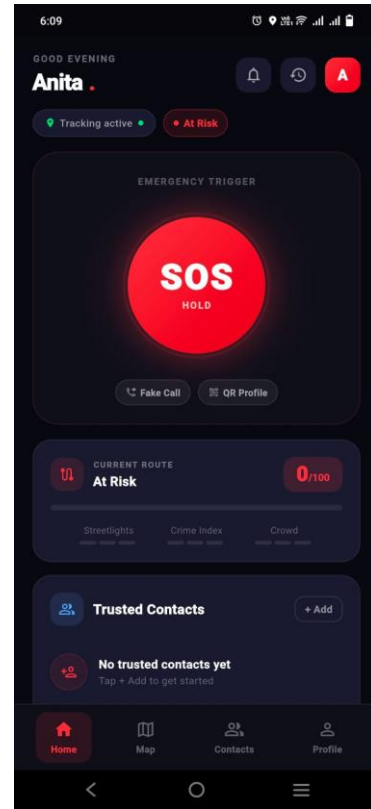 6:09
GOOD EVENING
Anita .
A
Tracking active
At Risk
EMERGENCY TRIGGER
SOS
HOLD
Fake Call
QR Profile
CURRENT ROUTE
At Risk
0/100
Streetlights Crime Index Crowd
Trusted Contacts
+ Add
No trusted contacts yet
Tap + Add to get started
Home Map Contacts Profile